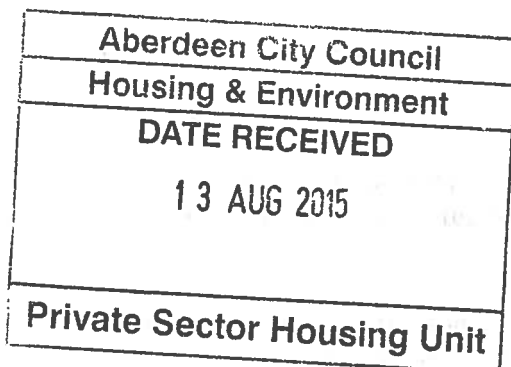 Aberdeen City Council
Housing & Environment
DATE RECEIVED
13 AUG 2015
Private Sector Housing Unit